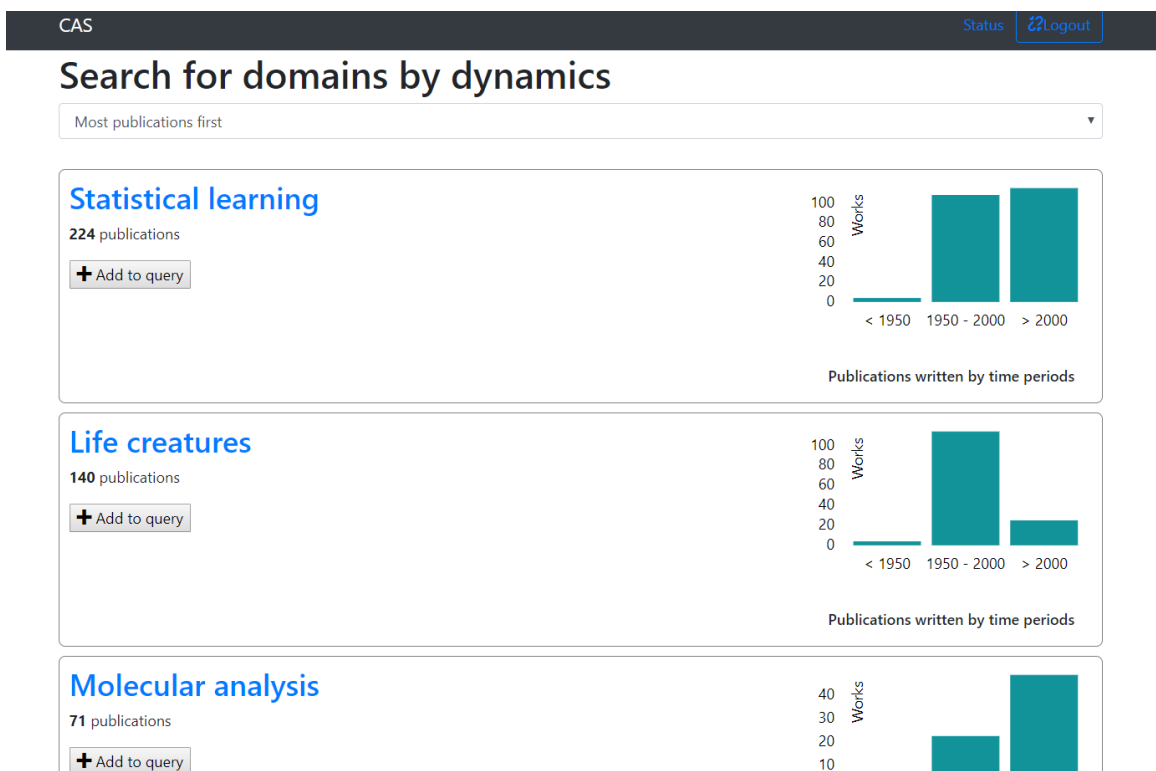 CAS
Status
Logout
Search for domains by dynamics
Most publications first
Statistical learning
224 publications
Add to query
100
80
60
40
20
0
Works
< 1950 1950 - 2000 > 2000
Publications written by time periods
Life creatures
140 publications
Add to query
100
80
60
40
20
0
Works
< 1950 1950 - 2000 > 2000
Publications written by time periods
Molecular analysis
71 publications
Add to query
40
30
20
10
Works